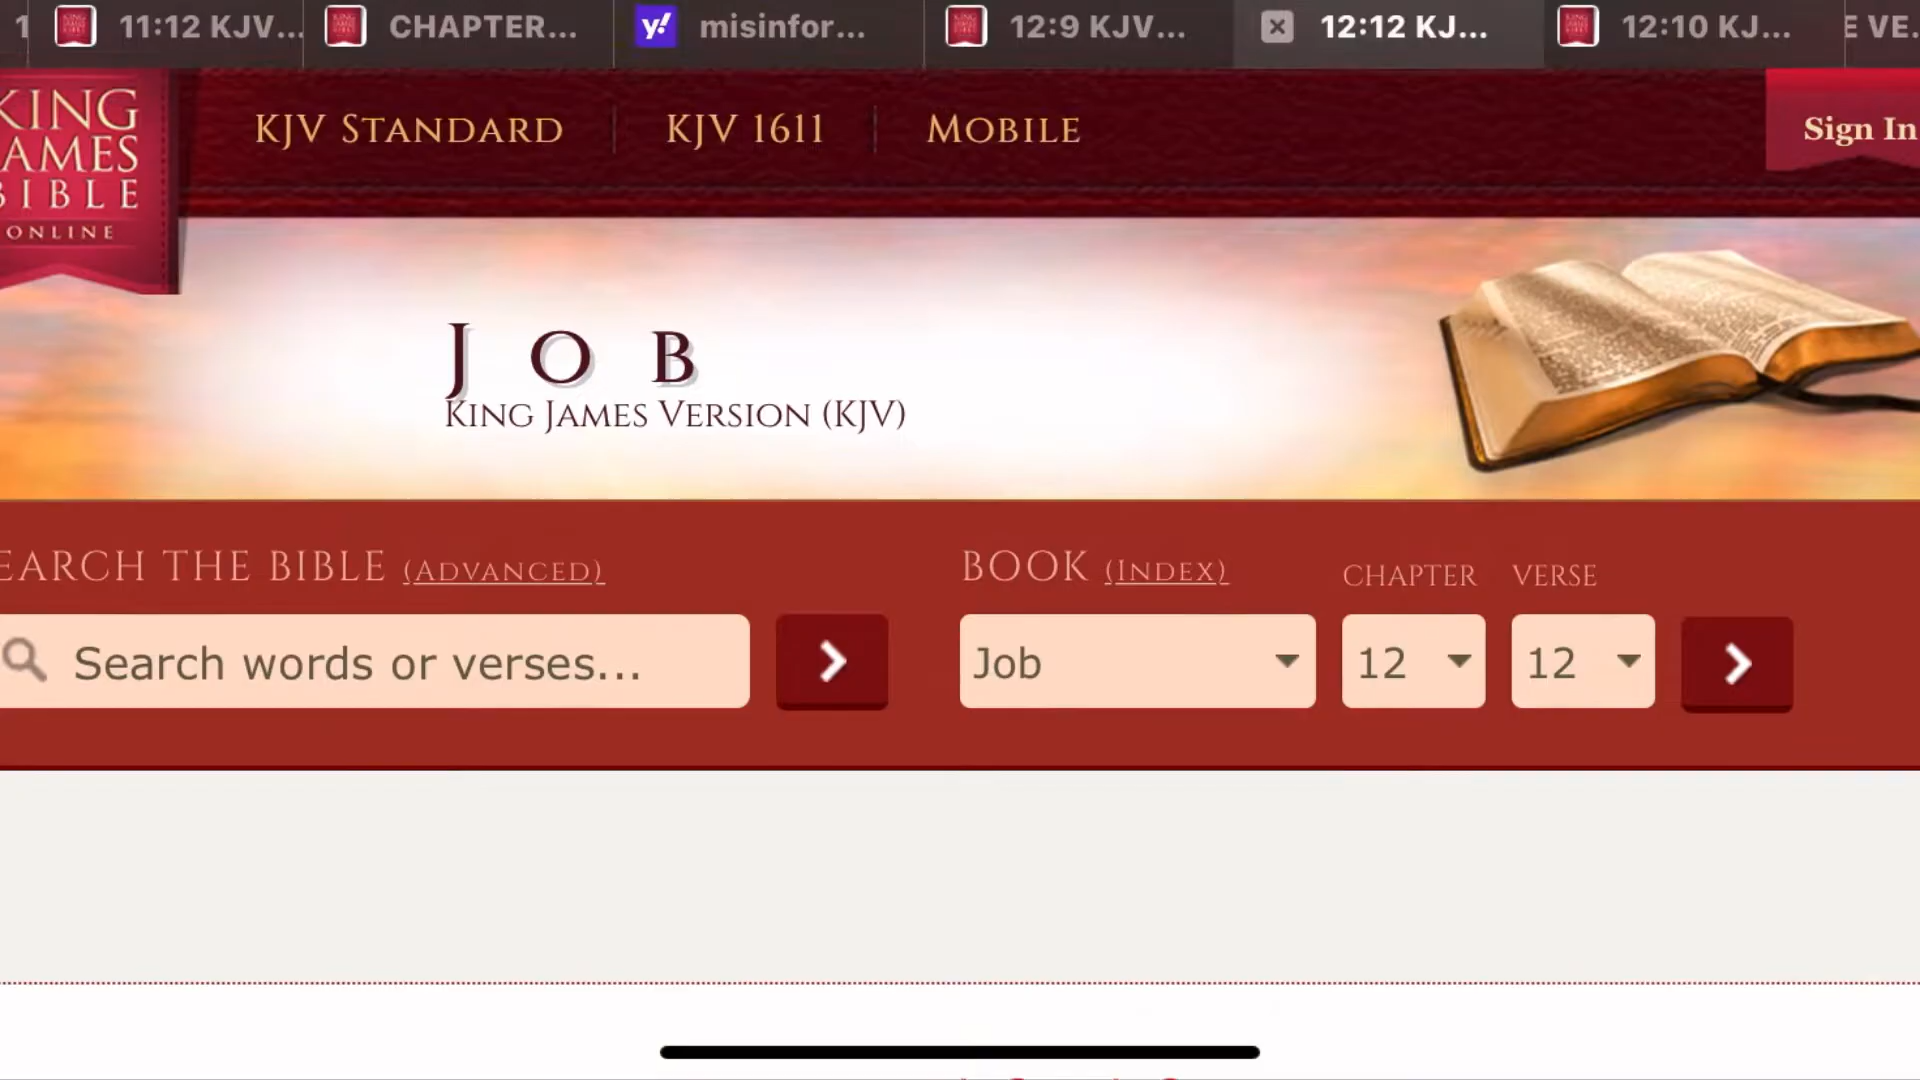 1 11:12 KJV... CHAPTER... misinfor... 12:9 KJV... 12:12 KJ... 12:10 KJ... E VE.
KING
JAMES
BIBLE
ONLINE
KJV STANDARD KJV 1611 MOBILE
Sign In
JOB
KING JAMES VERSION (KJV)
EARCH THE BIBLE (ADVANCED)
BOOK (INDEX) CHAPTER VERSE
Search words or verses...
Job 12 12